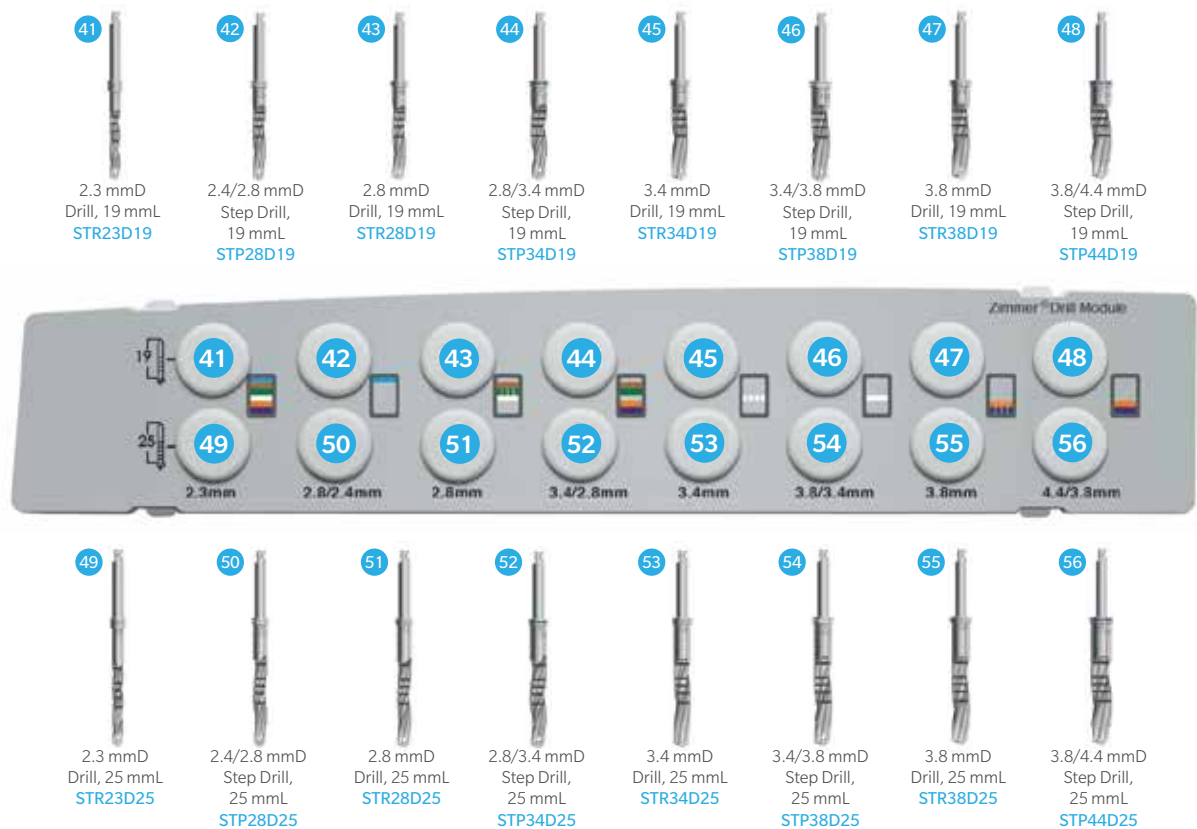 41
42
43
44
45
46
47
48
2.3 mmD
Drill, 19 mmL
STR23D19
2.4/2.8 mmD
Step Drill,
19 mmL
STP28D19
2.8 mmD
Drill, 19 mmL
STR28D19
2.8/3.4 mmD
Step Drill,
19 mmL
STP34D19
3.4 mmD
Drill, 19 mmL
STR34D19
3.4/3.8 mmD
Step Drill,
19 mmL
STP38D19
3.8 mmD
Drill, 19 mmL
STR38D19
3.8/4.4 mmD
Step Drill,
19 mmL
STP44D19
Zimmer® Drill Module
19
41
42
43
44
45
46
47
48
25
49
50
51
52
53
54
55
56
2.3mm
2.8/2.4mm
2.8mm
3.4/2.8mm
3.4mm
3.8/3.4mm
3.8mm
4.4/3.8mm
49
50
51
52
53
54
55
56
2.3 mmD
Drill, 25 mmL
STR23D25
2.4/2.8 mmD
Step Drill,
25 mmL
STP28D25
2.8 mmD
Drill, 25 mmL
STR28D25
2.8/3.4 mmD
Step Drill,
25 mmL
STP34D25
3.4 mmD
Drill, 25 mmL
STR34D25
3.4/3.8 mmD
Step Drill,
25 mmL
STP38D25
3.8 mmD
Drill, 25 mmL
STR38D25
3.8/4.4 mmD
Step Drill,
25 mmL
STP44D25